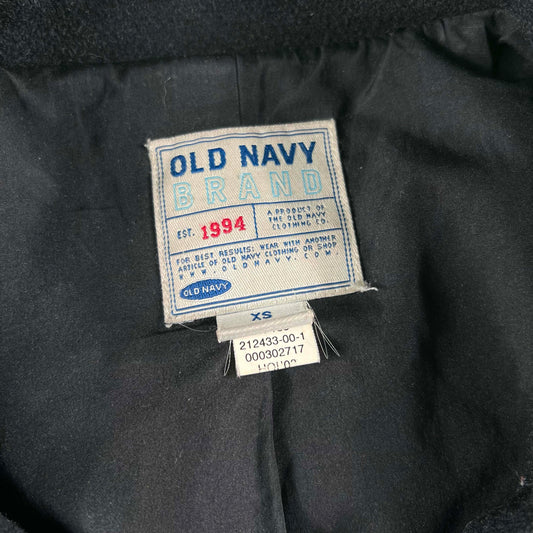 OLD NAVY
BRAND
EST. 1994
A PRODUCT OF
THE OLD NAVY
CLOTHING CO.
FOR BEST RESULTS: WEAR WITH ANOTHER
ARTICLE OF OLD NAVY CLOTHING OR SHOP
WWW.OLDNAVY.COM.
OLD NAVY
XS
212433-00-1
000302717